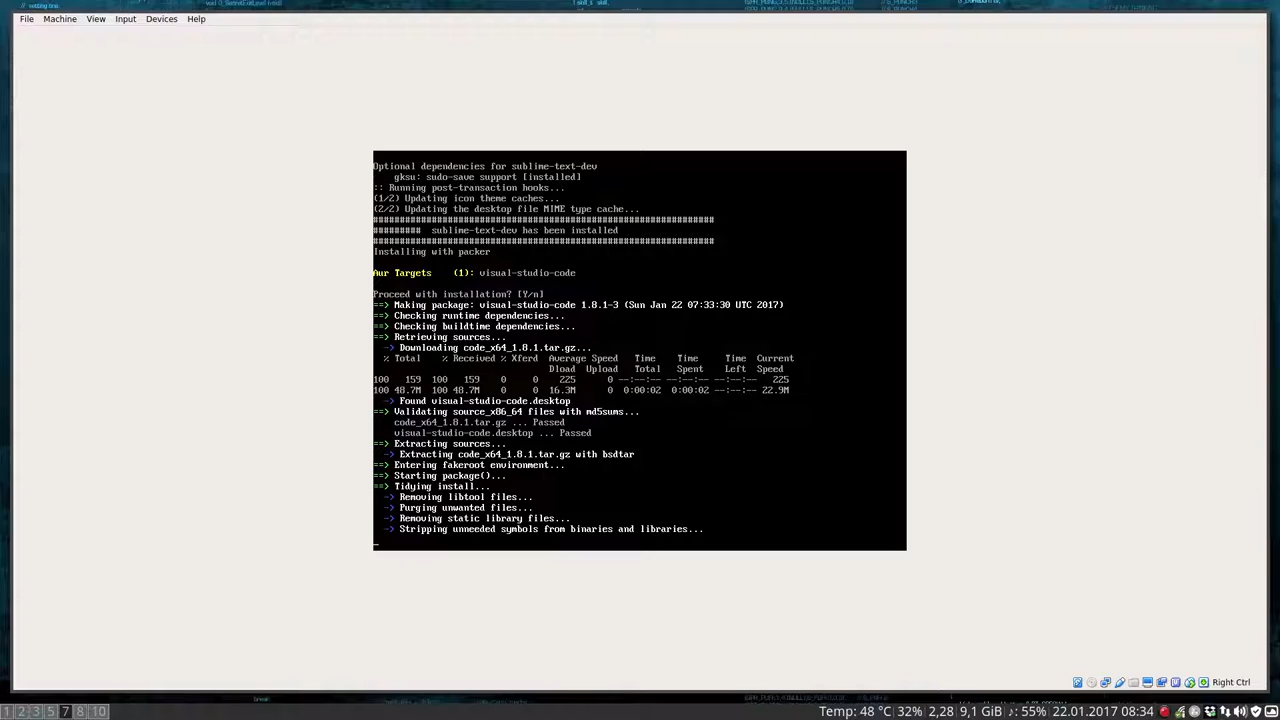 File Machine View Input Devices Help
Optional dependencies for sublime-text-dev
gksu: sudo-save support [installed]
:: Running post-transaction hooks...
(1/2) Updating icon theme caches...
(2/2) Updating the desktop file MIME type cache...
################################################################
######### sublime-text-dev has been installed
################################################################
Installing with packer
Aur Targets (1): visual-studio-code
Proceed with installation? [Y/n]
==> Making package: visual-studio-code 1.8.1-3 (Sun Jan 22 07:33:30 UTC 2017)
==> Checking runtime dependencies...
==> Checking buildtime dependencies...
==> Retrieving sources...
-> Downloading code_x64_1.8.1.tar.gz...
% Total % Received % Xferd Average Speed Time Time Time Current
Dload Upload Total Spent Left Speed
100 159 100 159 0 0 225 0 --:--:-- --:--:-- --:--:-- 225
100 48.7M 100 48.7M 0 0 16.3M 0 0:00:02 0:00:02 --:--:-- 22.9M
-> Found visual-studio-code.desktop
==> Validating source_x86_64 files with md5sums...
code_x64_1.8.1.tar.gz ... Passed
visual-studio-code.desktop ... Passed
==> Extracting sources...
-> Extracting code_x64_1.8.1.tar.gz with bsdtar
==> Entering fakeroot environment...
==> Starting package()...
==> Tidying install...
-> Removing libtool files...
-> Purging unwanted files...
-> Removing static library files...
-> Stripping unneeded symbols from binaries and libraries...
Right Ctrl
1 2 3 5 7 8 10 Temp: 48 °C 32% 2,28 9,1 GiB ♪: 55% 22.01.2017 08:34